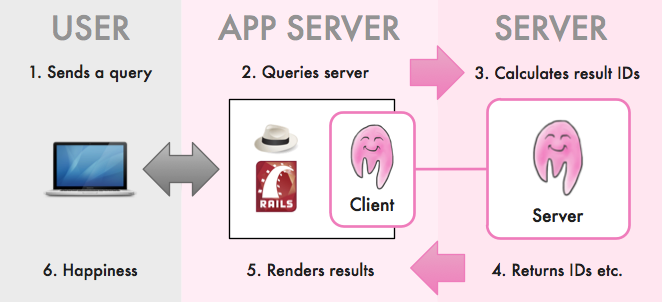 USER
APP SERVER
SERVER
1. Sends a query
2. Queries server
3. Calculates result IDs
RAILS
Client
Server
6. Happiness
5. Renders results
4. Returns IDs etc.